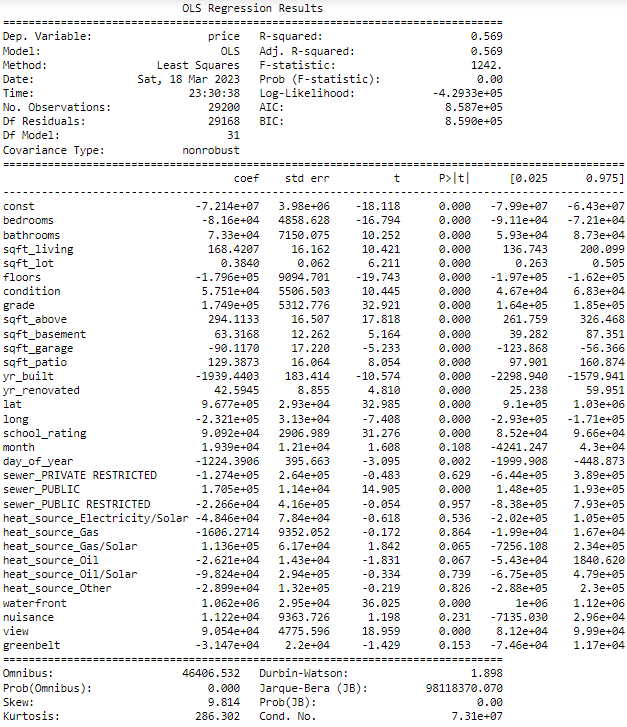 OLS Regression Results
Dep. Variable: price R-squared: 0.569
Model: OLS Adj. R-squared: 0.569
Method: Least Squares F-statistic: 1242.
Date: Sat, 18 Mar 2023 Prob (F-statistic): 0.00
Time: 23:30:38 Log-Likelihood: -4.2933e+05
No. Observations: 29200 AIC: 8.587e+05
Df Residuals: 29168 BIC: 8.590e+05
Df Model: 31
Covariance Type: nonrobust
coef std err t P>|t| [0.025 0.975]
const -7.214e+07 3.98e+06 -18.118 0.000 -7.99e+07 -6.43e+07
bedrooms -8.16e+04 4858.628 -16.794 0.000 -9.11e+04 -7.21e+04
bathrooms 7.33e+04 7150.075 10.252 0.000 5.93e+04 8.73e+04
sqft_living 168.4207 16.162 10.421 0.000 136.743 200.099
sqft_lot 0.3840 0.062 6.211 0.000 0.263 0.505
floors -1.796e+05 9094.701 -19.743 0.000 -1.97e+05 -1.62e+05
condition 5.751e+04 5506.503 10.445 0.000 4.67e+04 6.83e+04
grade 1.749e+05 5312.776 32.921 0.000 1.64e+05 1.85e+05
sqft_above 294.1133 16.507 17.818 0.000 261.759 326.468
sqft_basement 63.3168 12.262 5.164 0.000 39.282 87.351
sqft_garage -90.1170 17.220 -5.233 0.000 -123.868 -56.366
sqft_patio 129.3873 16.064 8.054 0.000 97.901 160.874
yr_built -1939.4403 183.414 -10.574 0.000 -2298.940 -1579.941
yr_renovated 42.5945 8.855 4.810 0.000 25.238 59.951
lat 9.677e+05 2.93e+04 32.985 0.000 9.1e+05 1.03e+06
long -2.321e+05 3.13e+04 -7.408 0.000 -2.93e+05 -1.71e+05
school_rating 9.092e+04 2906.989 31.276 0.000 8.52e+04 9.66e+04
month 1.939e+04 1.21e+04 1.608 0.108 -4241.247 4.3e+04
day_of_year -1224.3906 395.663 -3.095 0.002 -1999.908 -448.873
sewer_PRIVATE RESTRICTED -1.274e+05 2.64e+05 -0.483 0.629 -6.44e+05 3.89e+05
sewer_PUBLIC 1.705e+05 1.14e+04 14.905 0.000 1.48e+05 1.93e+05
sewer_PUBLIC RESTRICTED -2.266e+04 4.16e+05 -0.054 0.957 -8.38e+05 7.93e+05
heat_source_Electricity/Solar -4.846e+04 7.84e+04 -0.618 0.536 -2.02e+05 1.05e+05
heat_source_Gas -1606.2714 9352.052 -0.172 0.864 -1.99e+04 1.67e+04
heat_source_Gas/Solar 1.136e+05 6.17e+04 1.842 0.065 -7256.108 2.34e+05
heat_source_Oil -2.621e+04 1.43e+04 -1.831 0.067 -5.43e+04 1840.620
heat_source_Oil/Solar -9.824e+04 2.94e+05 -0.334 0.739 -6.75e+05 4.79e+05
heat_source_Other -2.899e+04 1.32e+05 -0.219 0.826 -2.88e+05 2.3e+05
waterfront 1.062e+06 2.95e+04 36.025 0.000 1e+06 1.12e+06
nuisance 1.122e+04 9363.726 1.198 0.231 -7135.030 2.96e+04
view 9.054e+04 4775.596 18.959 0.000 8.12e+04 9.99e+04
greenbelt -3.147e+04 2.2e+04 -1.429 0.153 -7.46e+04 1.17e+04
Omnibus: 46406.532 Durbin-Watson: 1.898
Prob(Omnibus): 0.000 Jarque-Bera (JB): 98118370.070
Skew: 9.814 Prob(JB): 0.00
Kurtosis: 286.302 Cond. No. 7.31e+07